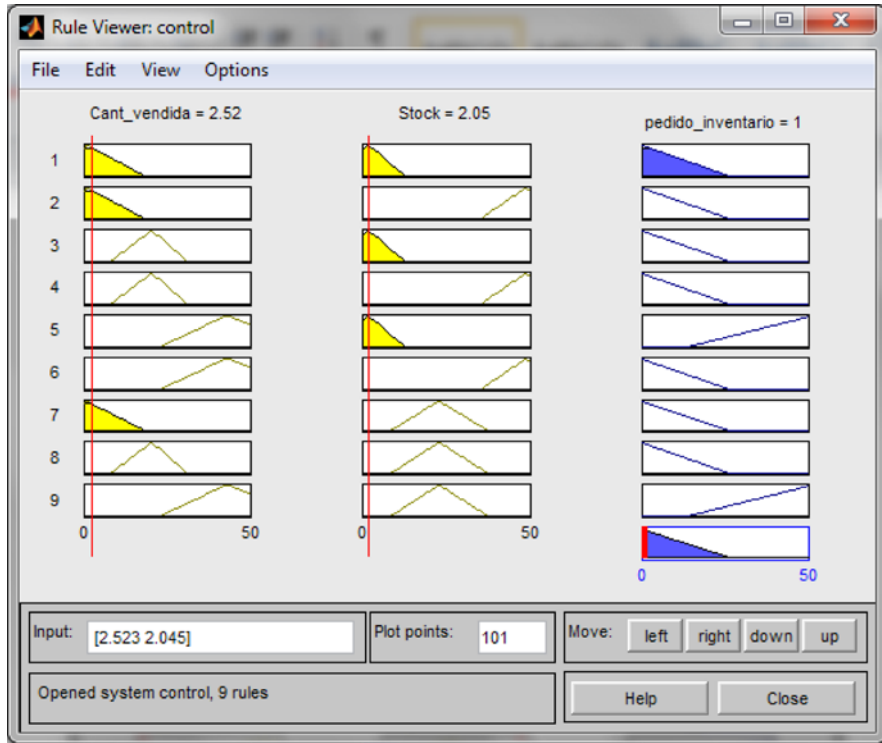 Rule Viewer: control
File Edit View Options
Cant_vendida = 2.52 Stock = 2.05 pedido_inventario = 1
1
2
3
4
5
6
7
8
9
0 50 0 50
0 50
Input: [2.523 2.045] Plot points: 101 Move: left right down up
Opened system control, 9 rules Help Close